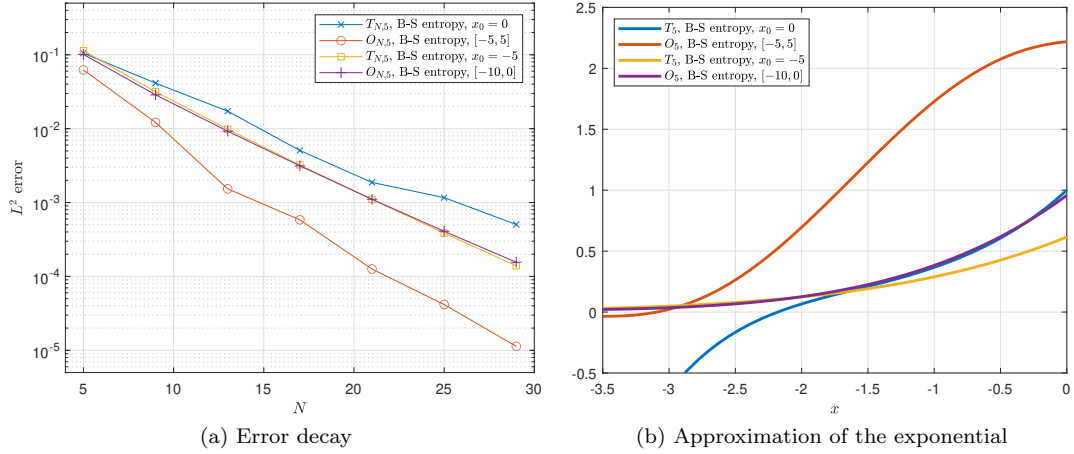 T_{N,5}, B-S entropy, x_0 = 0
O_{N,5}, B-S entropy, [−5, 5]
T_{N,5}, B-S entropy, x_0 = −5
O_{N,5}, B-S entropy, [−10, 0]
10^{-1}
10^{-2}
10^{-3}
10^{-4}
10^{-5}
L^2 error
5 10 15 20 25 30
N
(a) Error decay
T_5, B-S entropy, x_0 = 0
O_5, B-S entropy, [−5, 5]
T_5, B-S entropy x_0 = −5
O_5, B-S entropy, [−10, 0]
2.5
2
1.5
1
0.5
0
-0.5
-3.5 -3 -2.5 -2 -1.5 -1 -0.5 0
x
(b) Approximation of the exponential